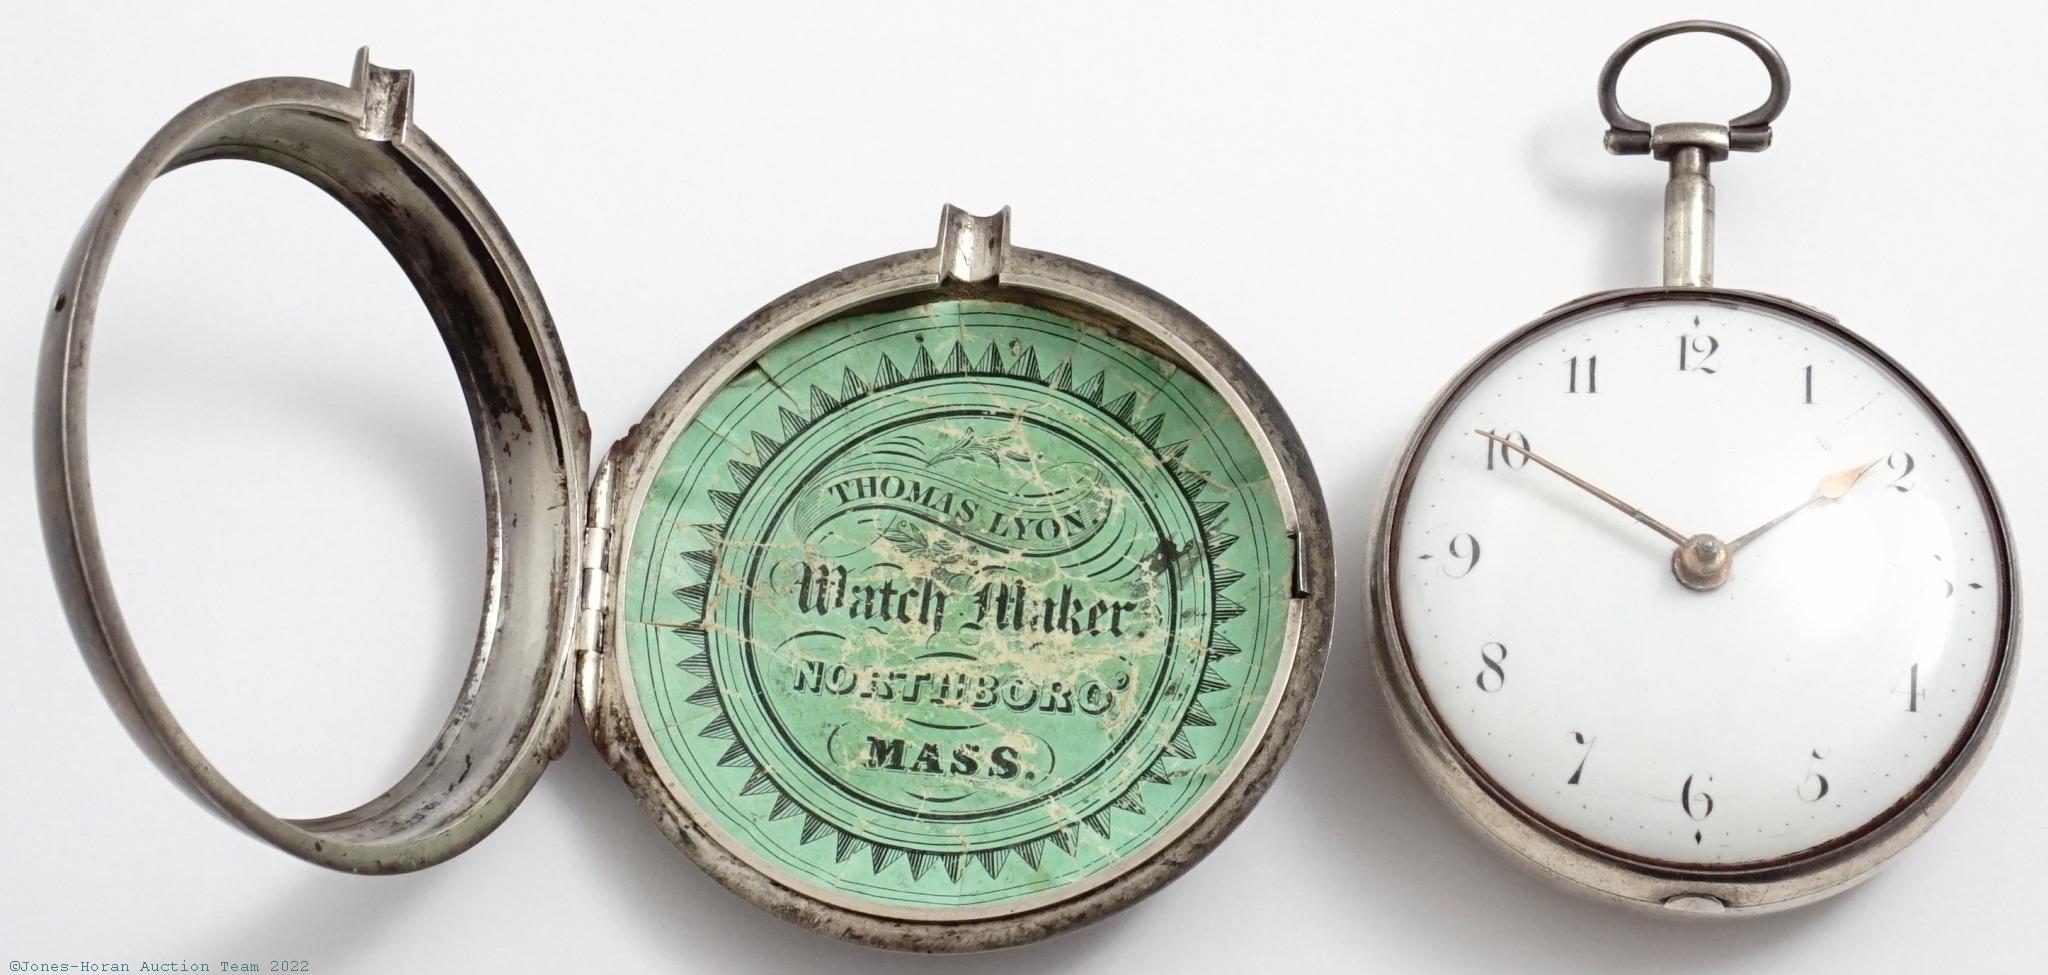 THOMAS LYON.
Watch Maker.
NORTHBORO'
MASS.
12
1
2
3
4
5
6
7
8
9
10
11
©Jones-Horan Auction Team 2022